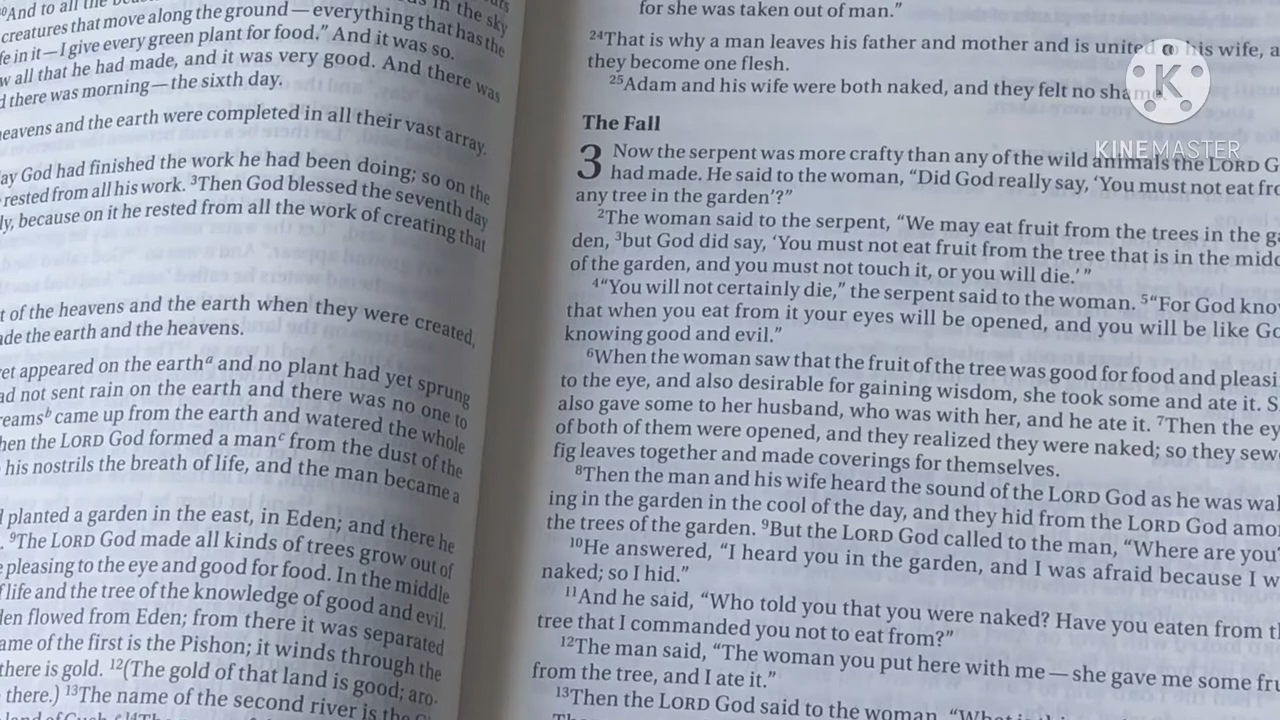 ³⁰And to all the
creatures that move along the ground—everything that has the
fe in it—I give every green plant for food.” And it was so.
w all that he had made, and it was very good. And there was
d there was morning—the sixth day.
heavens and the earth were completed in all their vast array.
ay God had finished the work he had been doing; so on the
rested from all his work. ³Then God blessed the seventh day
ly, because on it he rested from all the work of creating that
t of the heavens and the earth when they were created,
ade the earth and the heavens.
et appeared on the earthᵃ and no plant had yet sprung
ad not sent rain on the earth and there was no one to
reamsᵇ came up from the earth and watered the whole
hen the LORD God formed a manᶜ from the dust of the
his nostrils the breath of life, and the man became a
d planted a garden in the east, in Eden; and there he
. ⁹The LORD God made all kinds of trees grow out of
e pleasing to the eye and good for food. In the middle
f life and the tree of the knowledge of good and evil.
den flowed from Eden; from there it was separated
ame of the first is the Pishon; it winds through the
there is gold. ¹²(The gold of that land is good; aro-
there.) ¹³The name of the second river is the
land of Cush.
for she was taken out of man.”
²⁴That is why a man leaves his father and mother and is united his wife, a
they become one flesh.
²⁵Adam and his wife were both naked, and they felt no shame.
The Fall
3 Now the serpent was more crafty than any of the wild animals the LORD G
had made. He said to the woman, “Did God really say, ‘You must not eat fro
any tree in the garden’?”
²The woman said to the serpent, “We may eat fruit from the trees in the ga
den, ³but God did say, ‘You must not eat fruit from the tree that is in the midd
of the garden, and you must not touch it, or you will die.’”
⁴“You will not certainly die,” the serpent said to the woman. ⁵“For God kno
that when you eat from it your eyes will be opened, and you will be like Go
knowing good and evil.”
⁶When the woman saw that the fruit of the tree was good for food and pleasi
to the eye, and also desirable for gaining wisdom, she took some and ate it. S
also gave some to her husband, who was with her, and he ate it. ⁷Then the ey
of both of them were opened, and they realized they were naked; so they sew
fig leaves together and made coverings for themselves.
⁸Then the man and his wife heard the sound of the LORD God as he was wal
ing in the garden in the cool of the day, and they hid from the LORD God amo
the trees of the garden. ⁹But the LORD God called to the man, “Where are you?
¹⁰He answered, “I heard you in the garden, and I was afraid because I w
naked; so I hid.”
¹¹And he said, “Who told you that you were naked? Have you eaten from th
tree that I commanded you not to eat from?”
¹²The man said, “The woman you put here with me—she gave me some fru
from the tree, and I ate it.”
¹³Then the LORD God said to the woman, “What is this
K
KINEMASTER